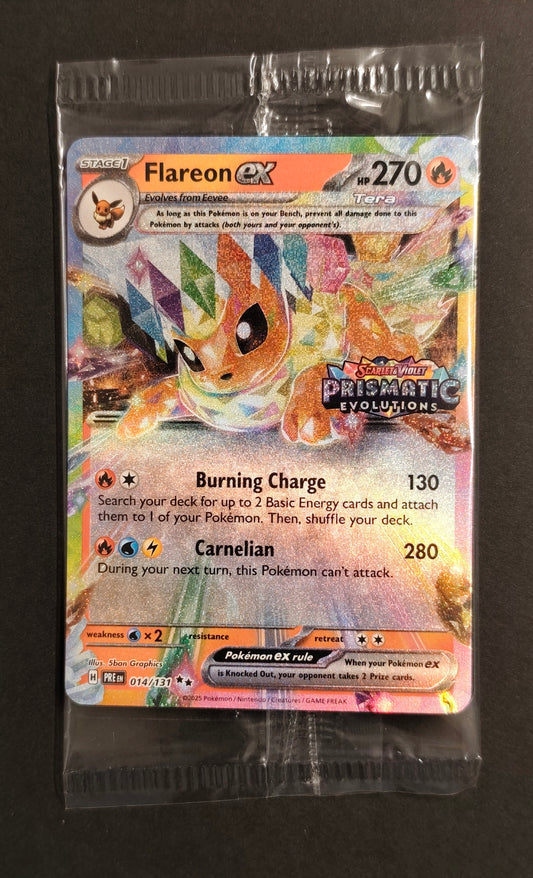 STAGE 1 Flareon ex HP 270
Evolves from Eevee Tera
As long as this Pokémon is on your Bench, prevent all damage done to this
Pokémon by attacks (both yours and your opponent's).
SCARLET & VIOLET
PRISMATIC
EVOLUTIONS
Burning Charge 130
Search your deck for up to 2 Basic Energy cards and attach
them to 1 of your Pokémon. Then, shuffle your deck.
Carnelian 280
During your next turn, this Pokémon can't attack.
weakness ×2 resistance retreat
Illus. 5ban Graphics
Pokémon ex rule When your Pokémon ex
is Knocked Out, your opponent takes 2 Prize cards.
H PRE EN 014/131 ★★
©2025 Pokémon / Nintendo / Creatures / GAME FREAK